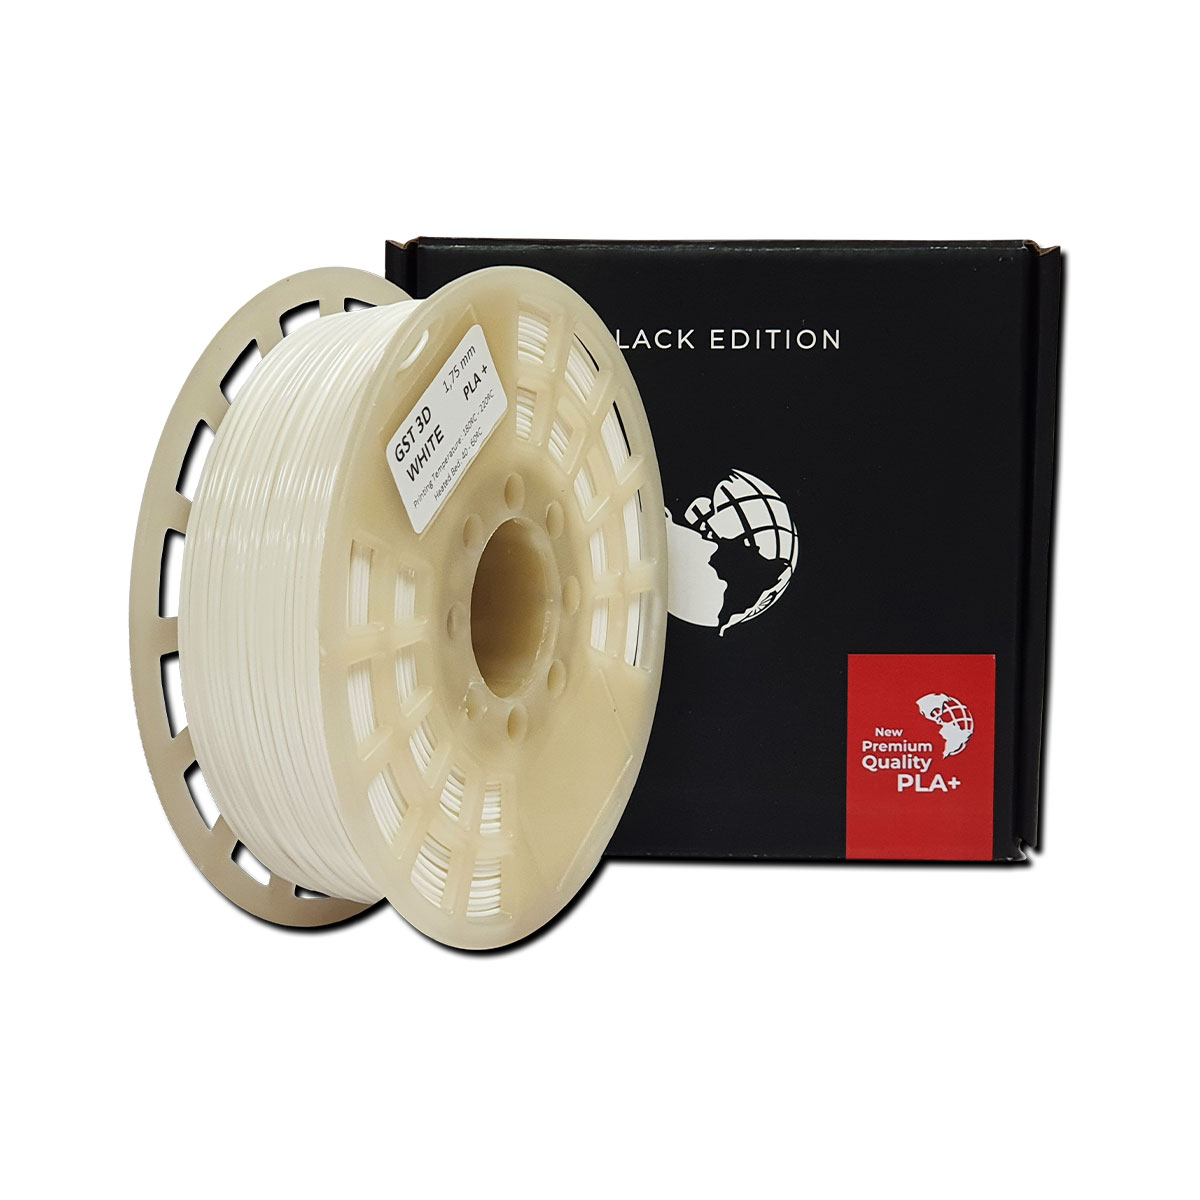 LACK EDITION
GST 3D 1,75 mm
WHITE PLA +
Printing Temperature: 180ºC - 220ºC
Heated Bed: 40 - 60ºC
New
Premium
Quality
PLA+